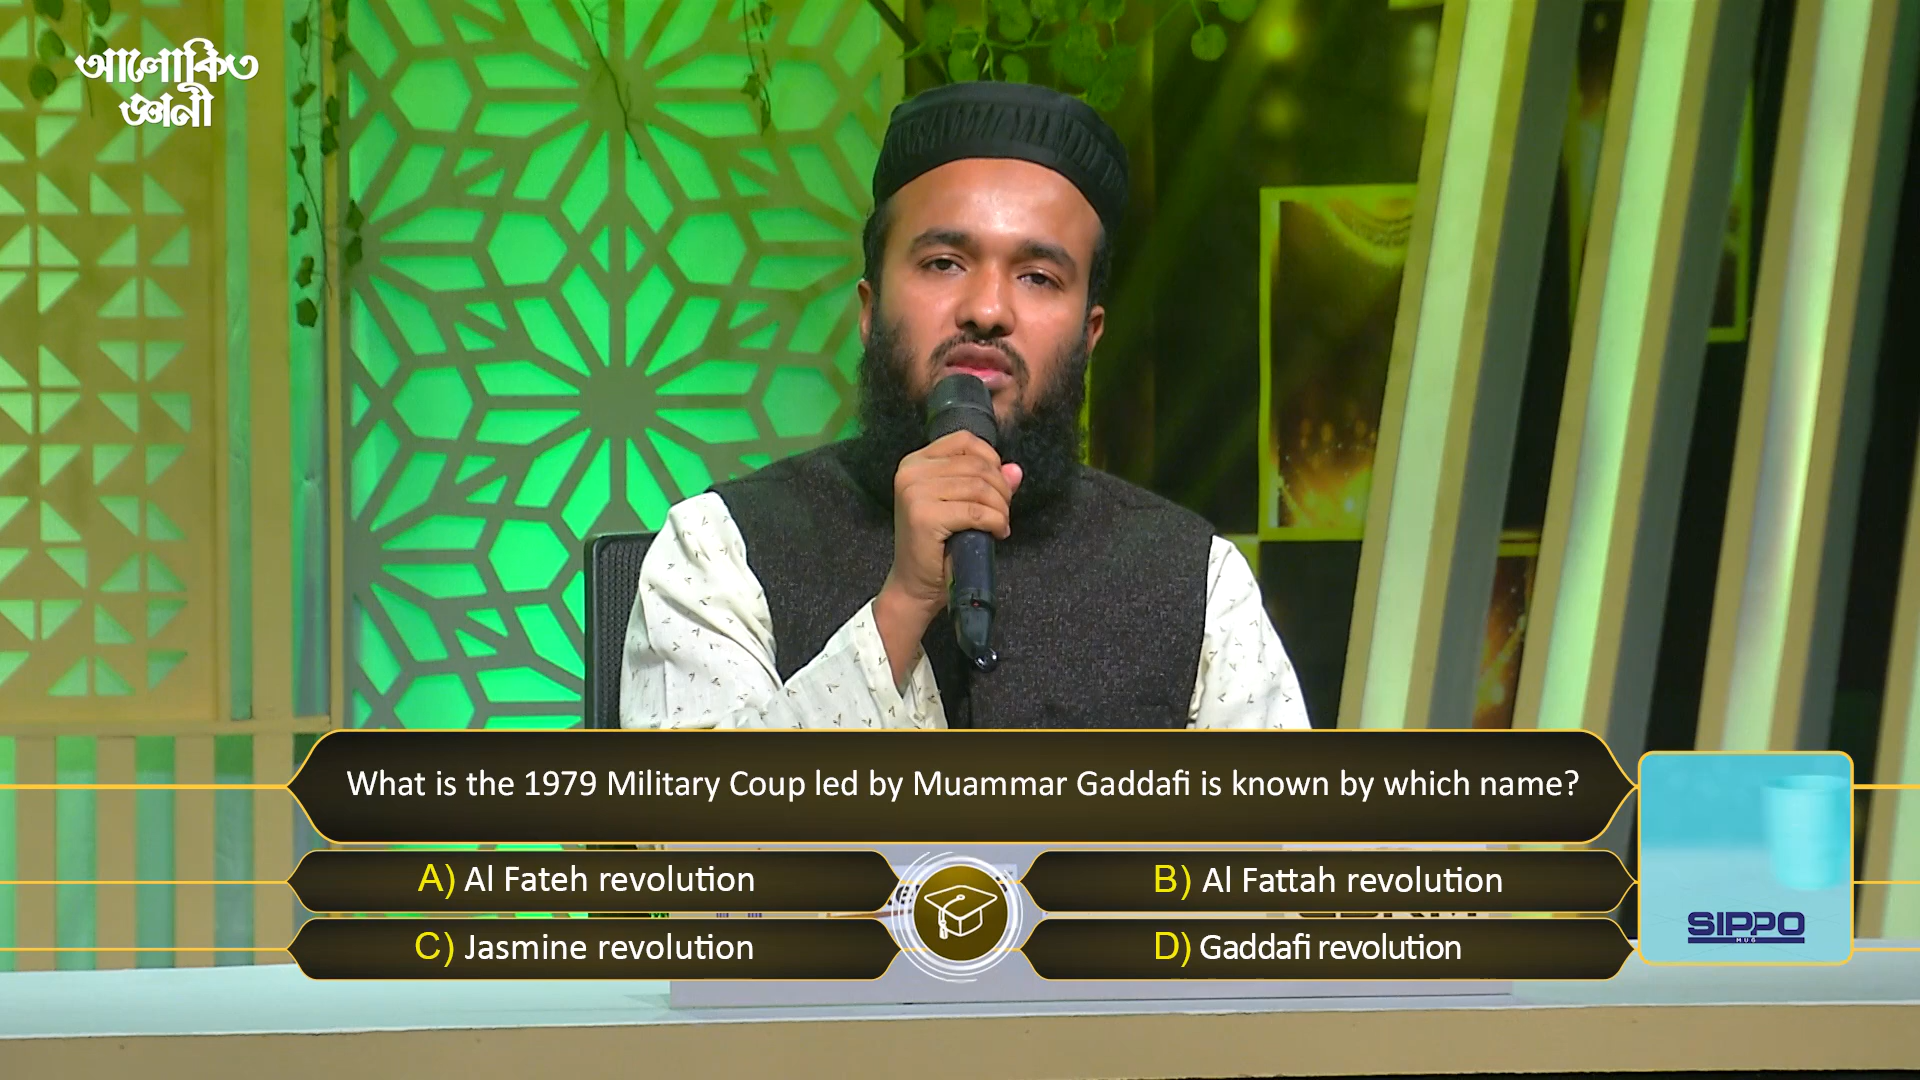 আলোকিত
জ্ঞানী
What is the 1979 Military Coup led by Muammar Gaddafi is known by which name?
A) Al Fateh revolution
B) Al Fattah revolution
C) Jasmine revolution
D) Gaddafi revolution
SIPPO
MUG